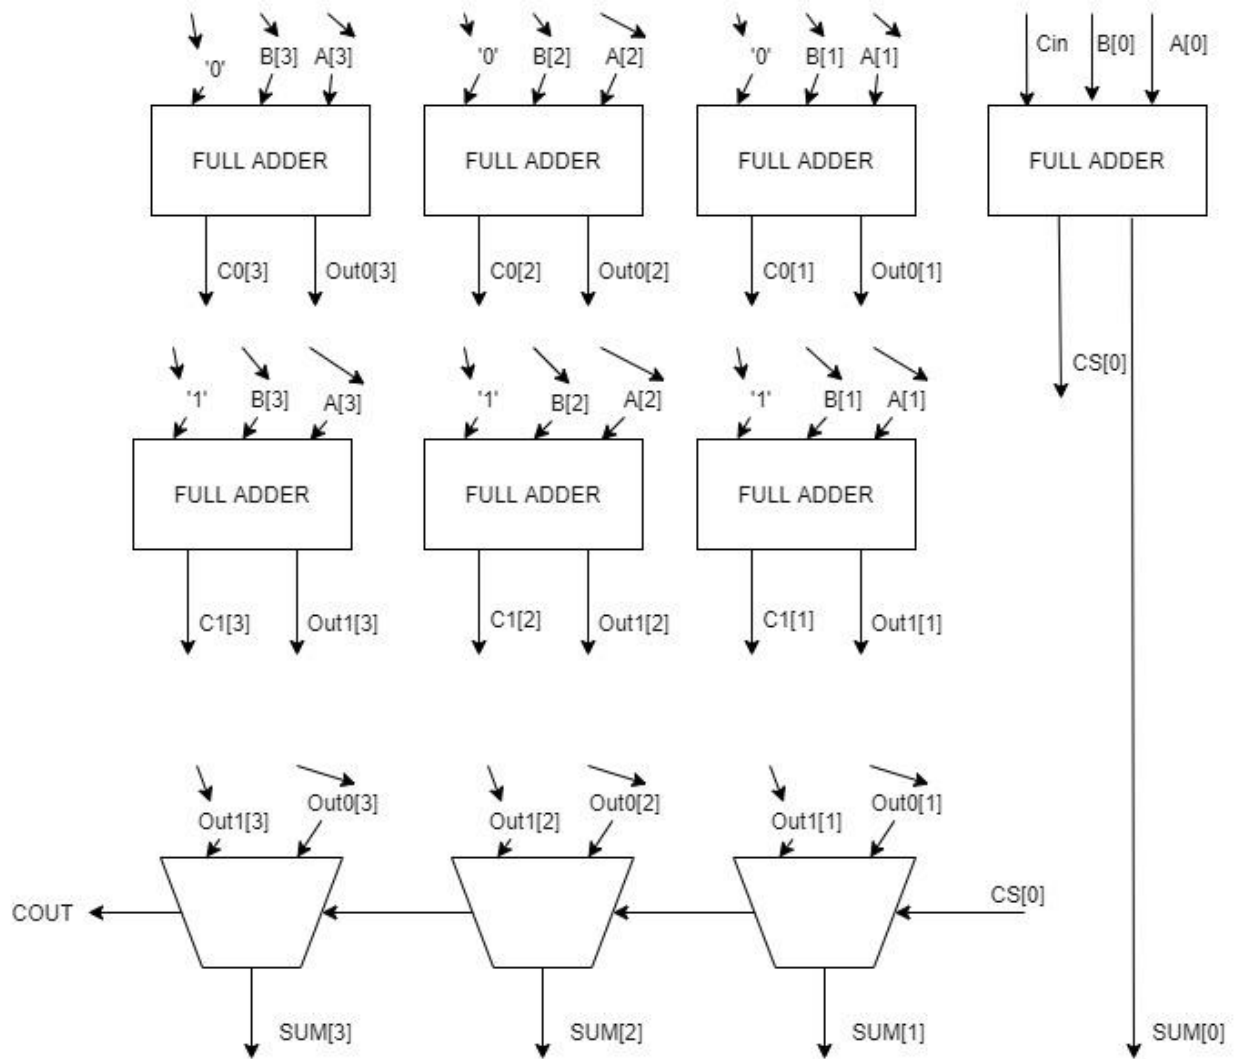 '0' B[3] A[3] '0' B[2] A[2] '0' B[1] A[1] Cin B[0] A[0]
FULL ADDER FULL ADDER FULL ADDER FULL ADDER
C0[3] Out0[3] C0[2] Out0[2] C0[1] Out0[1]
CS[0]
'1' B[3] A[3] '1' B[2] A[2] '1' B[1] A[1]
FULL ADDER FULL ADDER FULL ADDER
C1[3] Out1[3] C1[2] Out1[2] C1[1] Out1[1]
Out1[3] Out0[3] Out1[2] Out0[2] Out1[1] Out0[1]
COUT CS[0]
SUM[3] SUM[2] SUM[1] SUM[0]